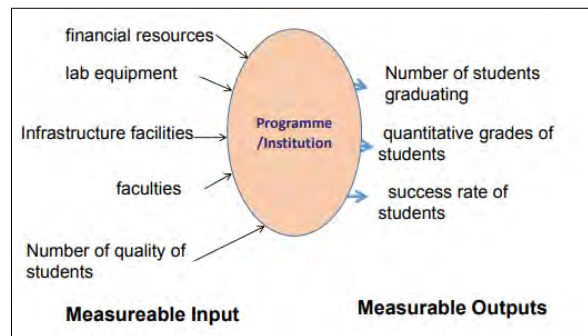 financial resources
lab equipment
Infrastructure facilities
faculties
Number of quality of
students
Programme
/Institution
Number of students
graduating
quantitative grades of
students
success rate of
students
Measureable Input
Measurable Outputs